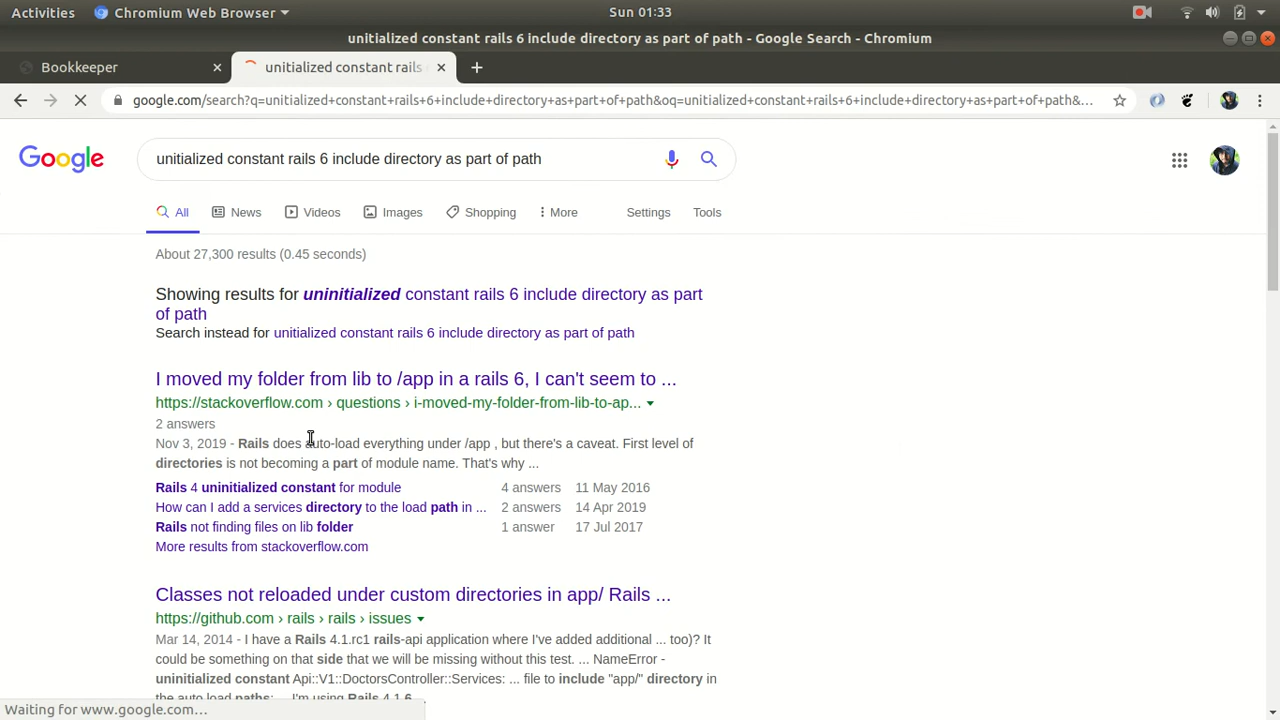 Activities Chromium Web Browser Sun 01:33
unitialized constant rails 6 include directory as part of path - Google Search - Chromium
Bookkeeper unitialized constant rails
google.com/search?q=unitialized+constant+rails+6+include+directory+as+part+of+path&oq=unitialized+constant+rails+6+include+directory+as+part+of+path&...
Google unitialized constant rails 6 include directory as part of path
All News Videos Images Shopping More Settings Tools
About 27,300 results (0.45 seconds)
Showing results for uninitialized constant rails 6 include directory as part
of path
Search instead for unitialized constant rails 6 include directory as part of path
I moved my folder from lib to /app in a rails 6, I can't seem to ...
https://stackoverflow.com › questions › i-moved-my-folder-from-lib-to-ap...
2 answers
Nov 3, 2019 - Rails does auto-load everything under /app , but there's a caveat. First level of
directories is not becoming a part of module name. That's why ...
Rails 4 uninitialized constant for module 4 answers 11 May 2016
How can I add a services directory to the load path in ... 2 answers 14 Apr 2019
Rails not finding files on lib folder 1 answer 17 Jul 2017
More results from stackoverflow.com
Classes not reloaded under custom directories in app/ Rails ...
https://github.com › rails › rails › issues
Mar 14, 2014 - I have a Rails 4.1.rc1 rails-api application where I've added additional ... too)? It
could be something on that side that we will be missing without this test. ... NameError -
uninitialized constant Api::V1::DoctorsController::Services: ... file to include "app/" directory in
the auto load paths: ... I'm using Rails 4.1.6
Waiting for www.google.com…